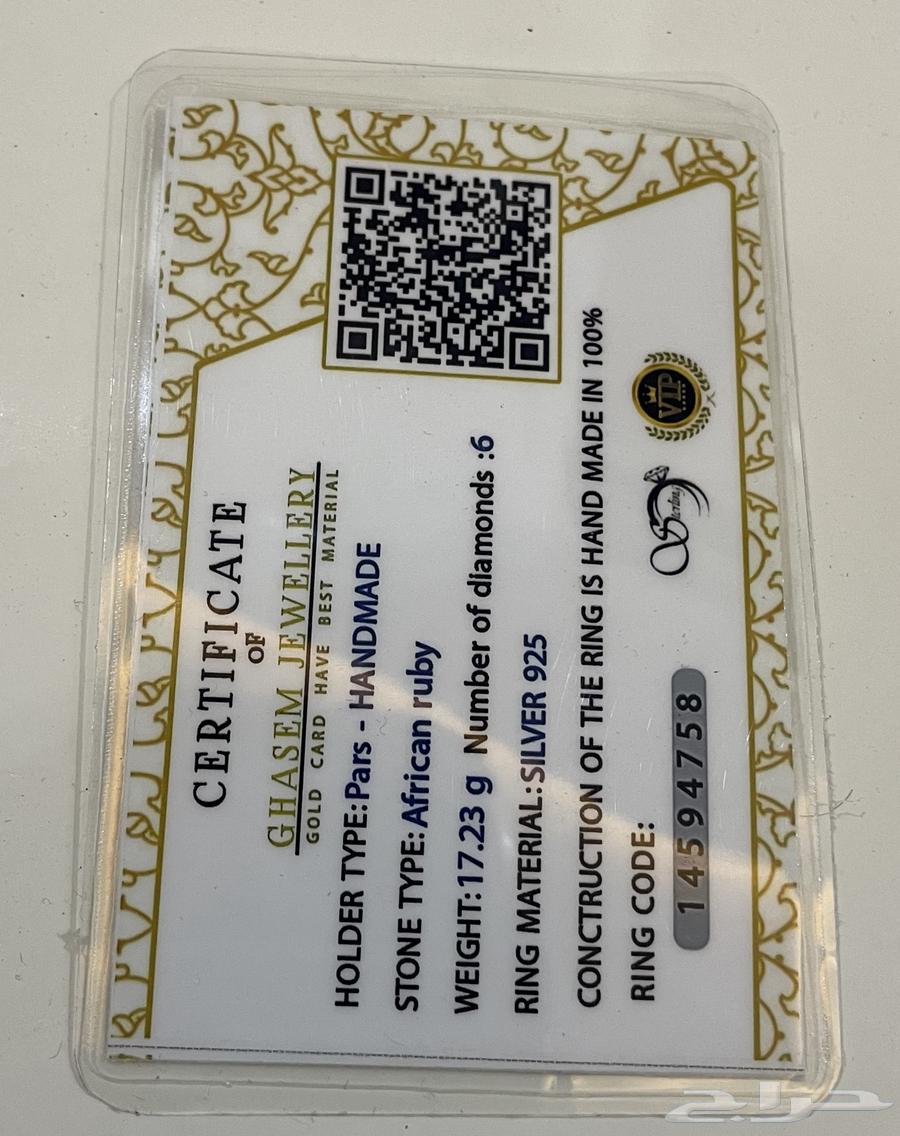 CERTIFICATE
OF
GHASEM JEWELLERY
GOLD CARD HAVE BEST MATERIAL
HOLDER TYPE:Pars - HANDMADE
STONE TYPE: African ruby
WEIGHT:17.23 g Number of diamonds :6
RING MATERIAL:SILVER 925
CONCTRUCTION OF THE RING IS HAND MADE IN 100%
RING CODE:
14594758
Sterling
VIP
حراج